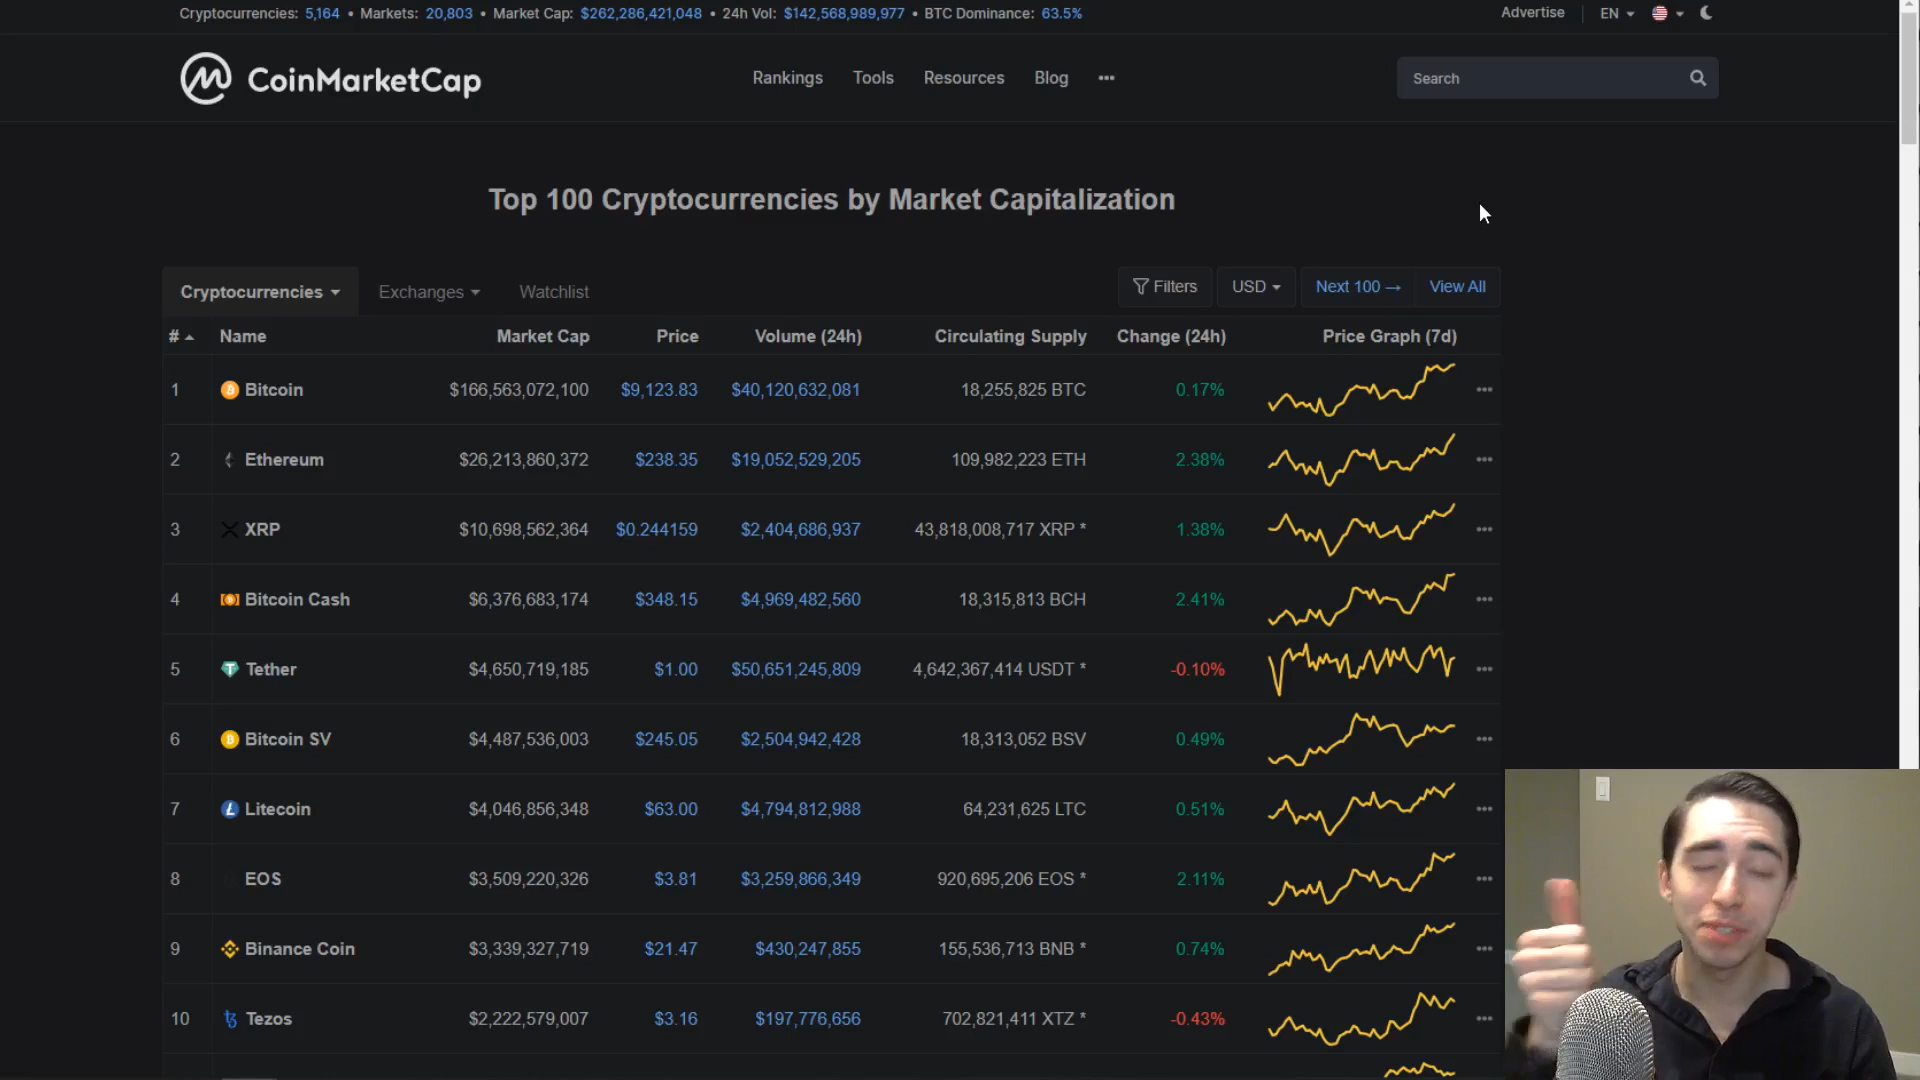 Cryptocurrencies: 5,164 • Markets: 20,803 • Market Cap: $262,286,421,048 • 24h Vol: $142,568,989,977 • BTC Dominance: 63.5% Advertise EN
CoinMarketCap Rankings Tools Resources Blog ••• Search
Top 100 Cryptocurrencies by Market Capitalization
Cryptocurrencies Exchanges Watchlist Filters USD Next 100 → View All
# Name Market Cap Price Volume (24h) Circulating Supply Change (24h) Price Graph (7d)
1 Bitcoin $166,563,072,100 $9,123.83 $40,120,632,081 18,255,825 BTC 0.17%
2 Ethereum $26,213,860,372 $238.35 $19,052,529,205 109,982,223 ETH 2.38%
3 XRP $10,698,562,364 $0.244159 $2,404,686,937 43,818,008,717 XRP * 1.38%
4 Bitcoin Cash $6,376,683,174 $348.15 $4,969,482,560 18,315,813 BCH 2.41%
5 Tether $4,650,719,185 $1.00 $50,651,245,809 4,642,367,414 USDT * -0.10%
6 Bitcoin SV $4,487,536,003 $245.05 $2,504,942,428 18,313,052 BSV 0.49%
7 Litecoin $4,046,856,348 $63.00 $4,794,812,988 64,231,625 LTC 0.51%
8 EOS $3,509,220,326 $3.81 $3,259,866,349 920,695,206 EOS * 2.11%
9 Binance Coin $3,339,327,719 $21.47 $430,247,855 155,536,713 BNB * 0.74%
10 Tezos $2,222,579,007 $3.16 $197,776,656 702,821,411 XTZ * -0.43%